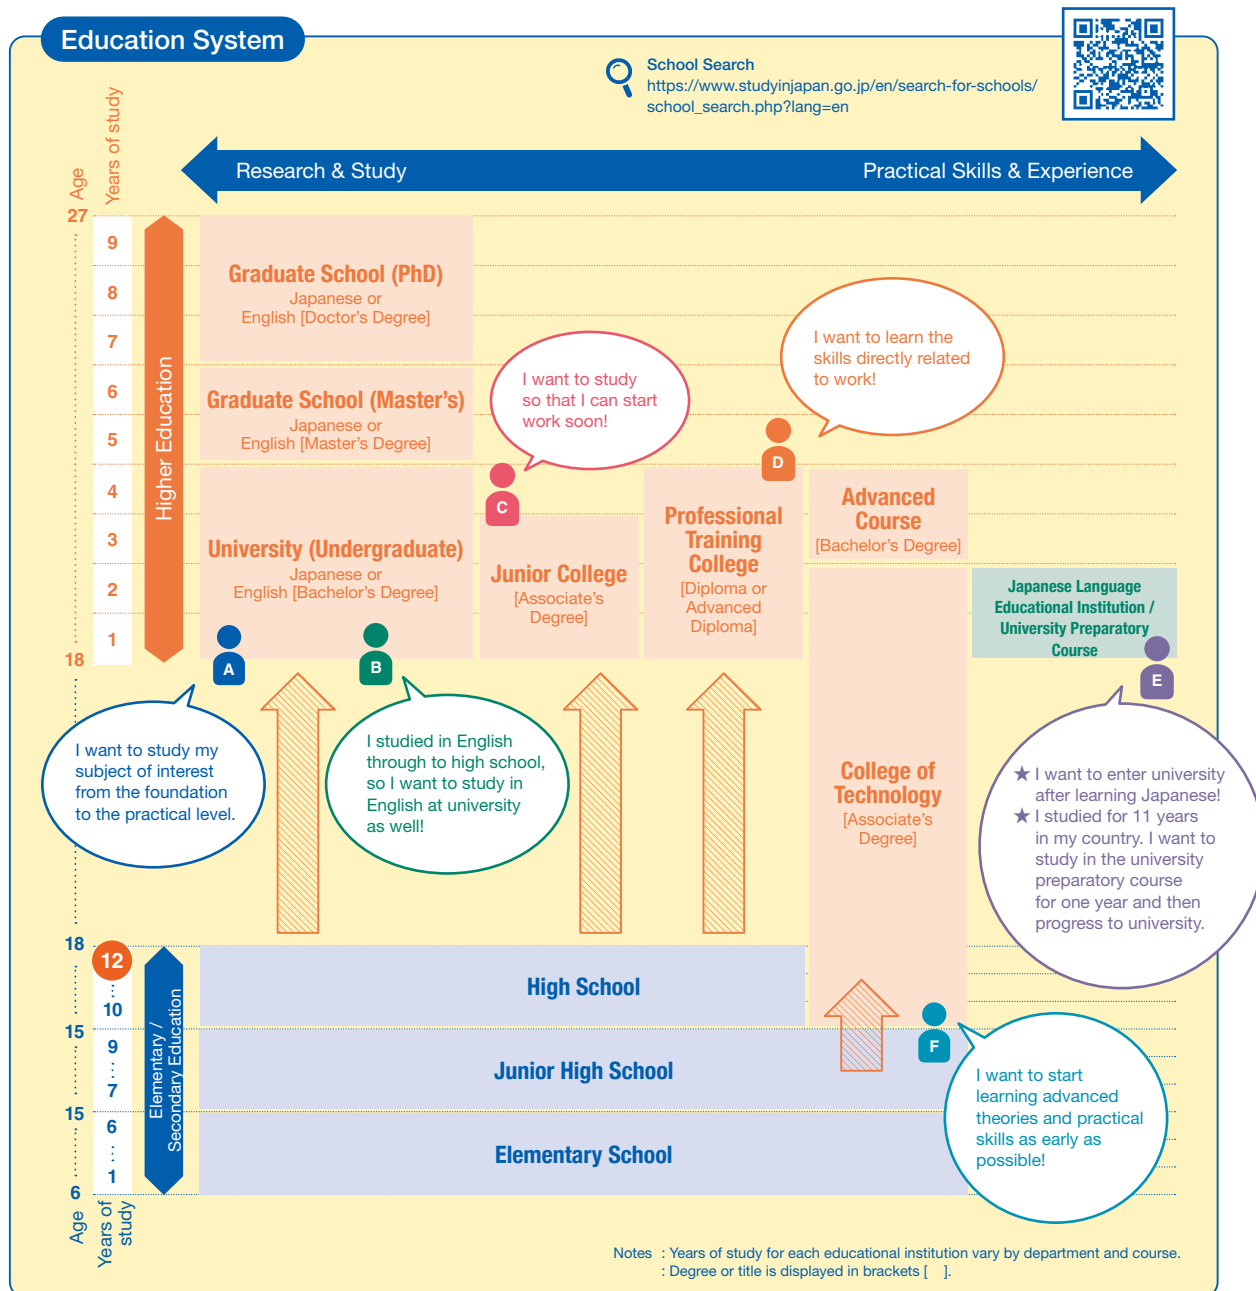 Education System
School Search
https://www.studyinjapan.go.jp/en/search-for-schools/
school_search.php?lang=en
Age
Years of study
Research & Study
Practical Skills & Experience
27
9
8
7
6
5
4
3
2
1
18
Higher Education
Graduate School (PhD)
Japanese or
English [Doctor's Degree]
Graduate School (Master's)
Japanese or
English [Master's Degree]
University (Undergraduate)
Japanese or
English [Bachelor's Degree]
I want to study
so that I can start
work soon!
C
Junior College
[Associate's
Degree]
I want to learn the
skills directly related
to work!
D
Professional
Training
College
[Diploma or
Advanced
Diploma]
Advanced
Course
[Bachelor's Degree]
Japanese Language
Educational Institution /
University Preparatory
Course
A
B
E
I want to study my
subject of interest
from the foundation
to the practical level.
I studied in English
through to high school,
so I want to study in
English at university
as well!
College of
Technology
[Associate's
Degree]
★ I want to enter university
after learning Japanese!
★ I studied for 11 years
in my country. I want to
study in the university
preparatory course
for one year and then
progress to university.
18
12
10
15
9
7
15
6
1
6
Age
Years of
study
Elementary /
Secondary Education
High School
Junior High School
Elementary School
F
I want to start
learning advanced
theories and practical
skills as early as
possible!
Notes : Years of study for each educational institution vary by department and course.
: Degree or title is displayed in brackets [ ].